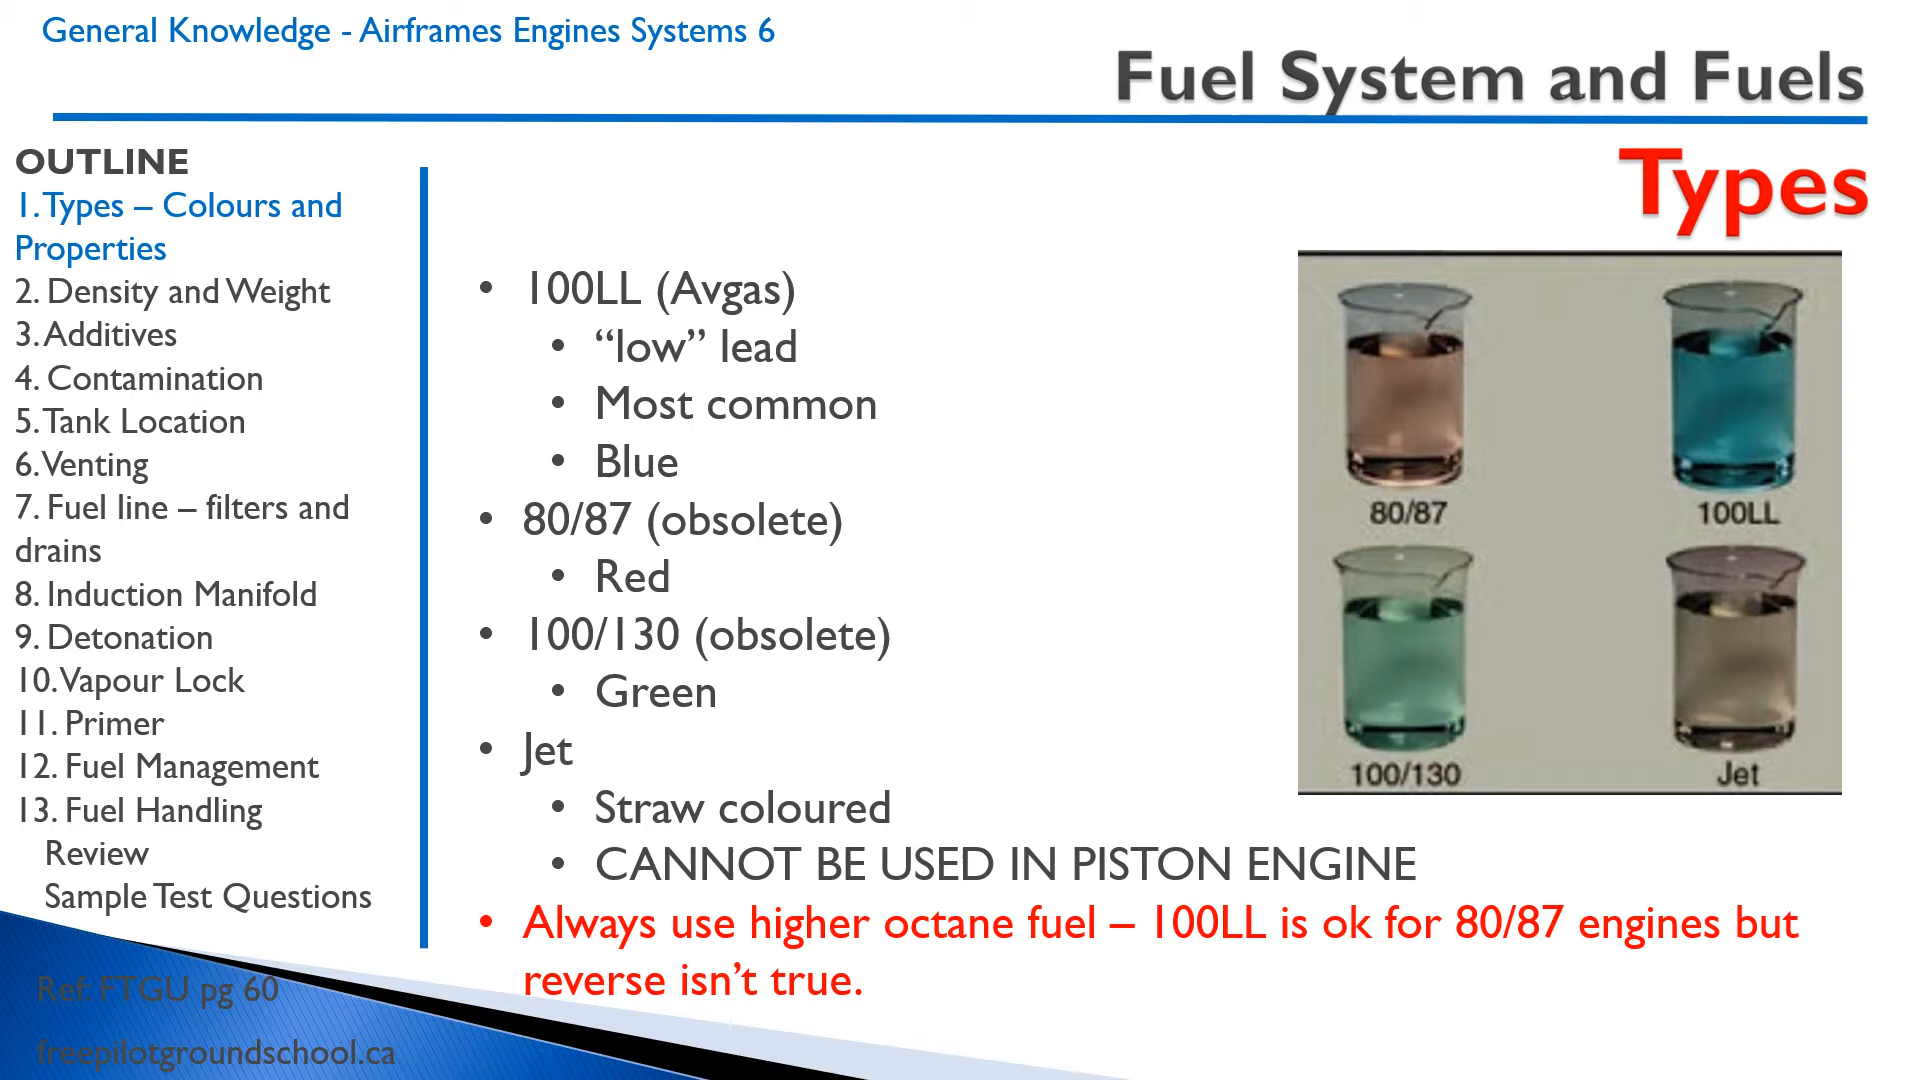 General Knowledge - Airframes Engines Systems 6
Fuel System and Fuels
Types
OUTLINE
1. Types – Colours and
Properties
2. Density and Weight
3. Additives
4. Contamination
5. Tank Location
6. Venting
7. Fuel line – filters and
drains
8. Induction Manifold
9. Detonation
10. Vapour Lock
11. Primer
12. Fuel Management
13. Fuel Handling
Review
Sample Test Questions
Ref: FTGU pg 60
freepilotgroundschool.ca
• 100LL (Avgas)
• “low” lead
• Most common
• Blue
• 80/87 (obsolete)
• Red
• 100/130 (obsolete)
• Green
• Jet
• Straw coloured
• CANNOT BE USED IN PISTON ENGINE
• Always use higher octane fuel – 100LL is ok for 80/87 engines but
reverse isn’t true.
80/87
100LL
100/130
Jet